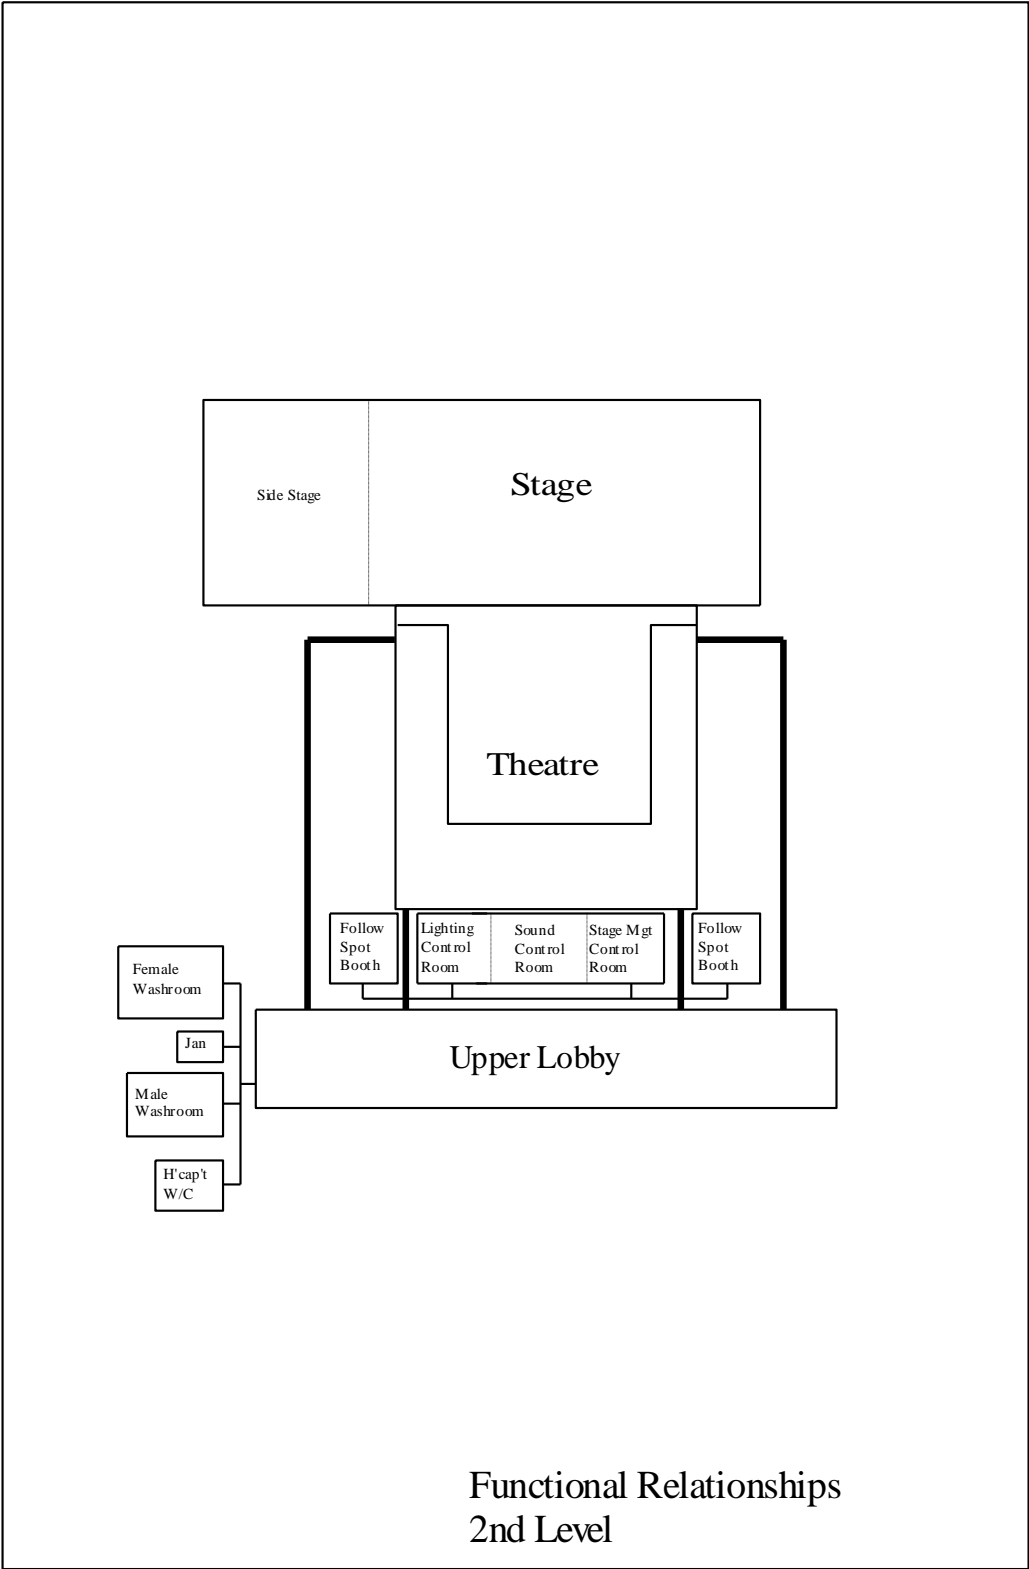 Side Stage
Stage
Theatre
Follow
Spot
Booth
Lighting
Control
Room
Sound
Control
Room
Stage Mgt
Control
Room
Follow
Spot
Booth
Female
Washroom
Jan
Male
Washroom
H'cap't
W/C
Upper Lobby
Functional Relationships
2nd Level